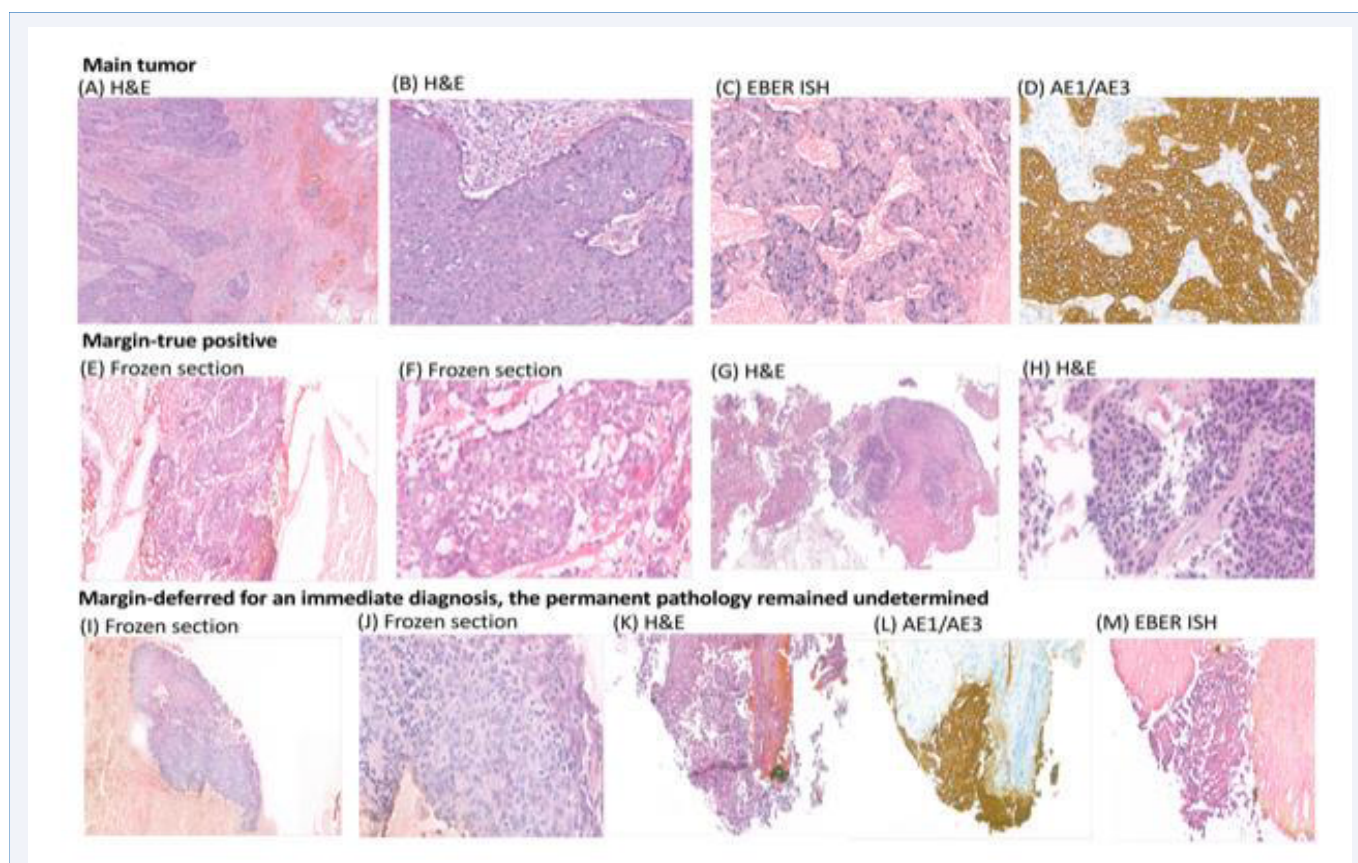 Main tumor
(A) H&E
(B) H&E
(C) EBER ISH
(D) AE1/AE3
Margin-true positive
(E) Frozen section
(F) Frozen section
(G) H&E
(H) H&E
Margin-deferred for an immediate diagnosis, the permanent pathology remained undetermined
(I) Frozen section
(J) Frozen section
(K) H&E
(L) AE1/AE3
(M) EBER ISH